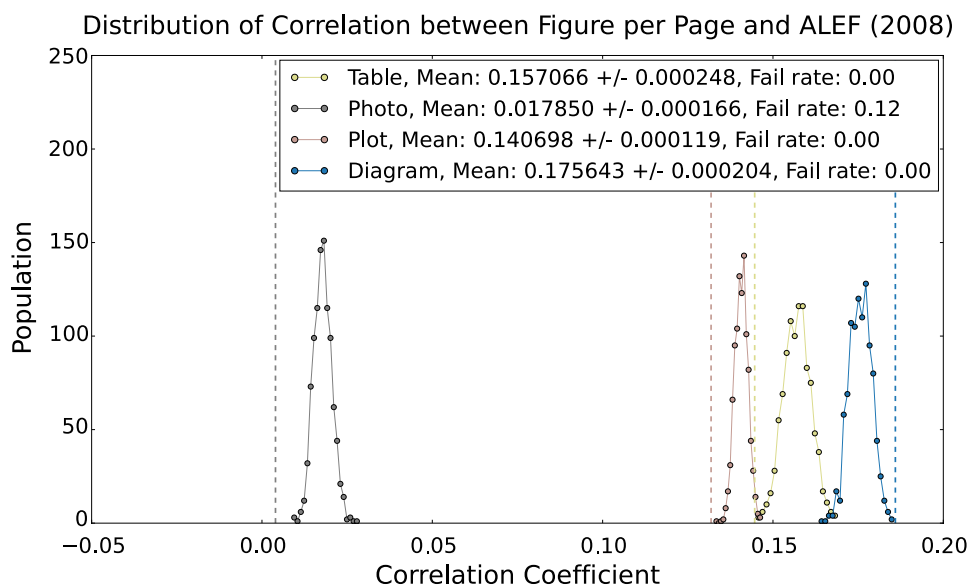 Distribution of Correlation between Figure per Page and ALEF (2008)
250
200
150
100
50
0
Population
Table, Mean: 0.157066 +/- 0.000248, Fail rate: 0.00
Photo, Mean: 0.017850 +/- 0.000166, Fail rate: 0.12
Plot, Mean: 0.140698 +/- 0.000119, Fail rate: 0.00
Diagram, Mean: 0.175643 +/- 0.000204, Fail rate: 0.00
−0.05 0.00 0.05 0.10 0.15 0.20
Correlation Coefficient